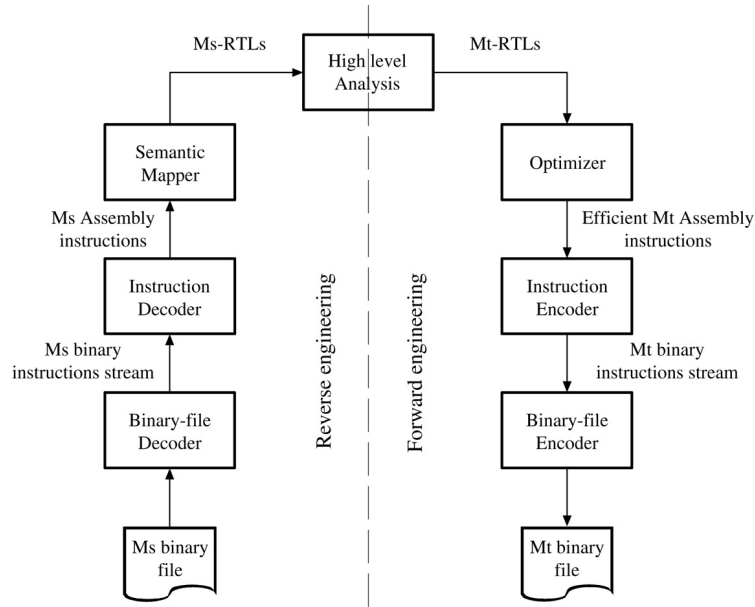 Ms-RTLs
High level
Analysis
Mt-RTLs
Semantic
Mapper
Optimizer
Ms Assembly
instructions
Efficient Mt Assembly
instructions
Instruction
Decoder
Instruction
Encoder
Reverse engineering
Forward engineering
Ms binary
instructions stream
Mt binary
instructions stream
Binary-file
Decoder
Binary-file
Encoder
Ms binary
file
Mt binary
file